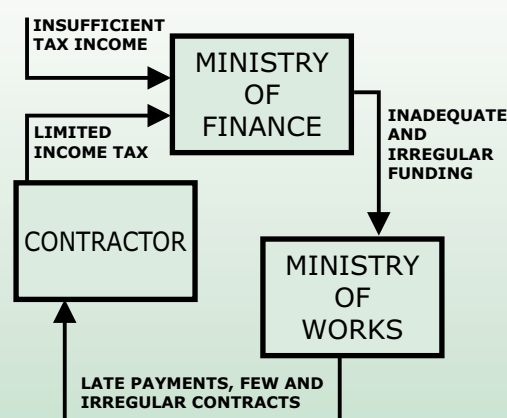 INSUFFICIENT
TAX INCOME
MINISTRY
OF
FINANCE
LIMITED
INCOME TAX
INADEQUATE
AND
IRREGULAR
FUNDING
CONTRACTOR
MINISTRY
OF
WORKS
LATE PAYMENTS, FEW AND
IRREGULAR CONTRACTS